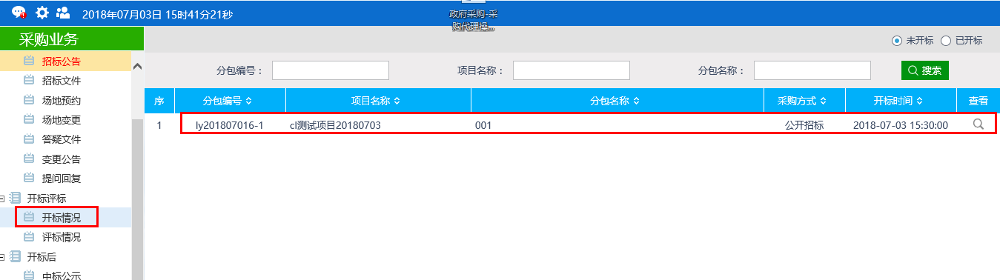 2018年07月03日 15时41分21秒
政府采购-采
购代理操...
采购业务
未开标 已开标
招标公告
招标文件
场地预约
场地变更
答疑文件
变更公告
提问回复
开标评标
开标情况
评标情况
开标后
中标公示
分包编号： 项目名称： 分包名称： 搜索
序 分包编号 项目名称 分包名称 采购方式 开标时间 查看
1 ly201807016-1 cl测试项目20180703 001 公开招标 2018-07-03 15:30:00